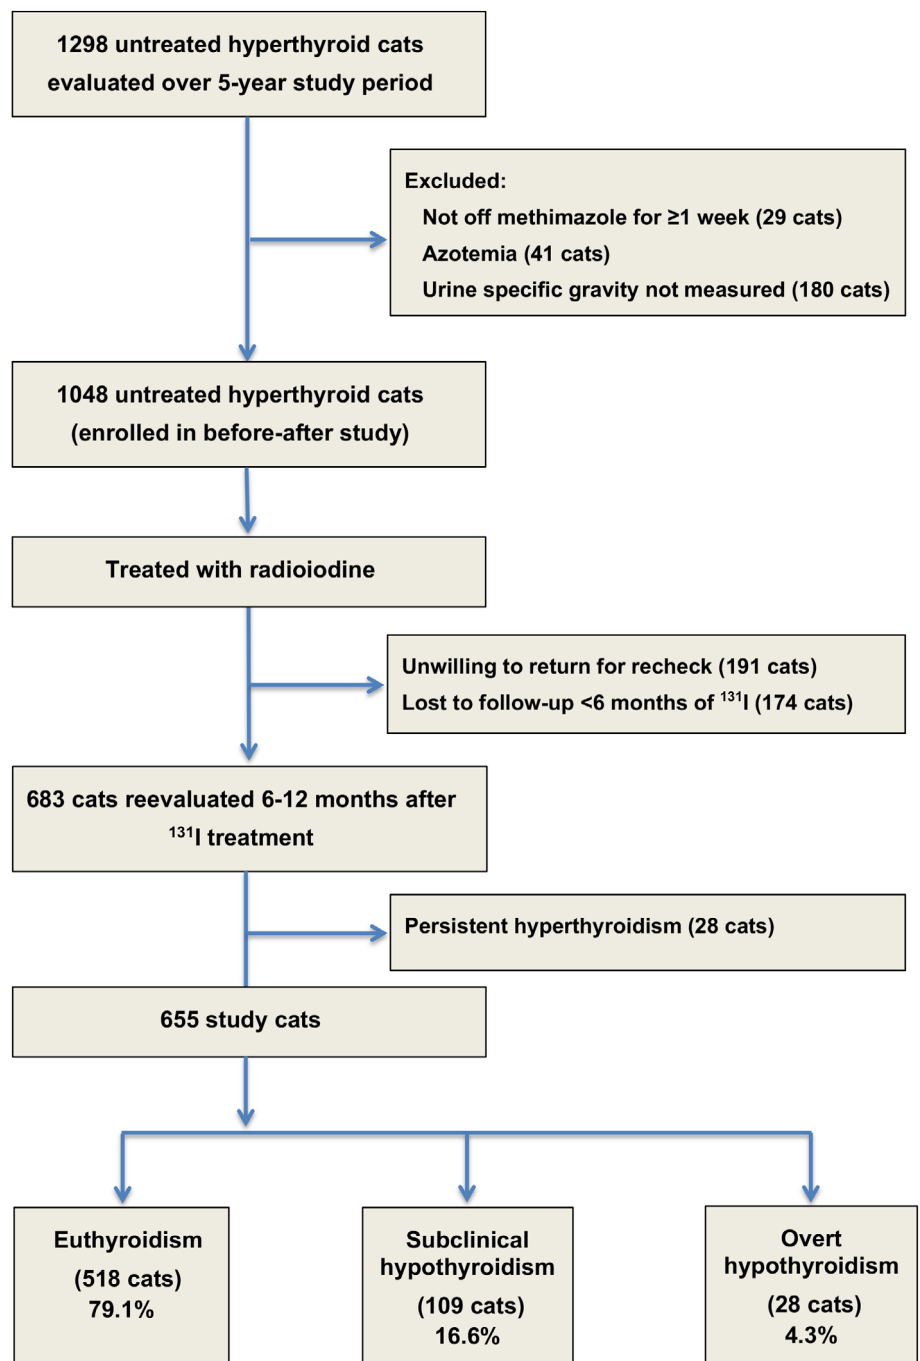 1298 untreated hyperthyroid cats
evaluated over 5-year study period
Excluded:
Not off methimazole for ≥1 week (29 cats)
Azotemia (41 cats)
Urine specific gravity not measured (180 cats)
1048 untreated hyperthyroid cats
(enrolled in before-after study)
Treated with radioiodine
Unwilling to return for recheck (191 cats)
Lost to follow-up <6 months of ¹³¹I (174 cats)
683 cats reevaluated 6-12 months after
¹³¹I treatment
Persistent hyperthyroidism (28 cats)
655 study cats
Euthyroidism
(518 cats)
79.1%
Subclinical
hypothyroidism
(109 cats)
16.6%
Overt
hypothyroidism
(28 cats)
4.3%